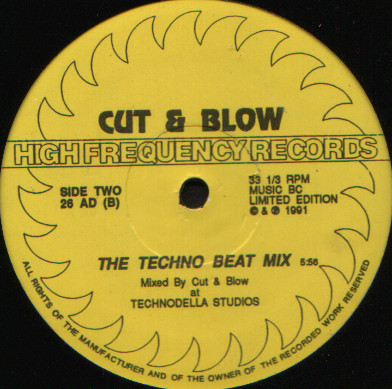 CUT & BLOW
HIGH FREQUENCY RECORDS
SIDE TWO
26 AD (B)
33 1/3 RPM
MUSIC BC
LIMITED EDITION
© & ℗ 1991
THE TECHNO BEAT MIX 5:56
Mixed By Cut & Blow
at
TECHNODELLA STUDIOS
ALL RIGHTS OF THE MANUFACTURER AND OF THE OWNER OF THE RECORDED WORK RESERVED